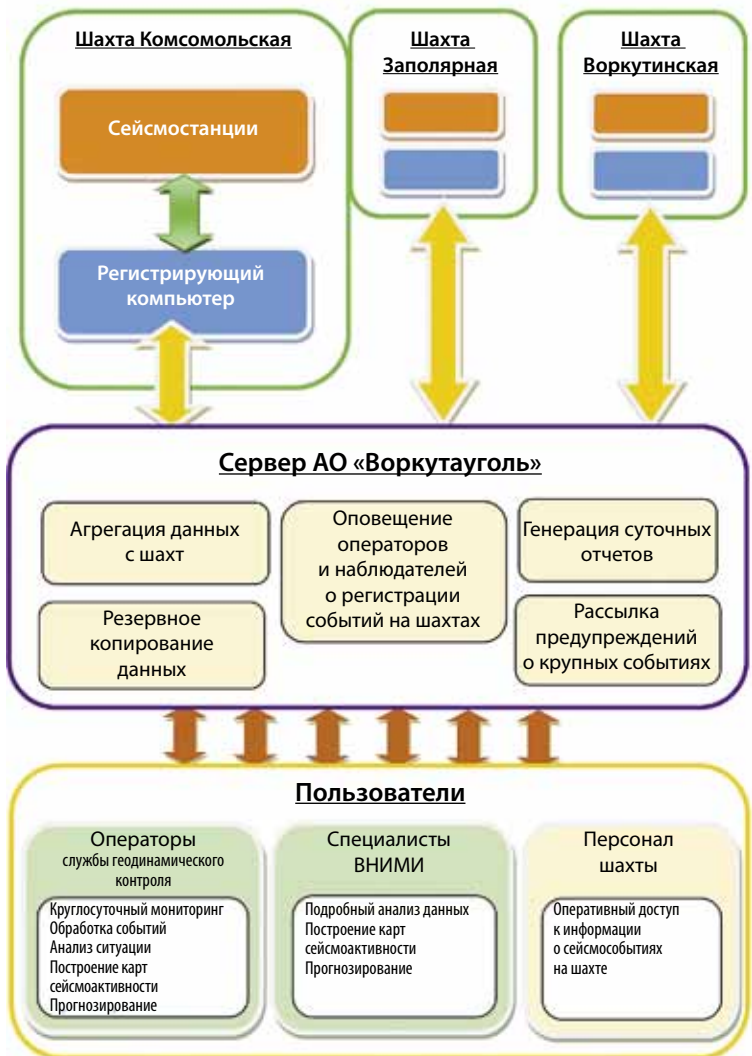 Шахта Комсомольская
Сейсмостанции
Регистрирующий
компьютер
Шахта
Заполярная
Шахта
Воркутинская
Сервер АО «Воркутауголь»
Агрегация данных
с шахт
Резервное
копирование
данных
Оповещение
операторов
и наблюдателей
о регистрации
событий на шахтах
Генерация суточных
отчетов
Рассылка
предупреждений
о крупных событиях
Пользователи
Операторы
службы геодинамического
контроля
Круглосуточный мониторинг
Обработка событий
Анализ ситуации
Построение карт
сейсмоактивности
Прогнозирование
Специалисты
ВНИМИ
Подробный анализ данных
Построение карт
сейсмоактивности
Прогнозирование
Персонал
шахты
Оперативный доступ
к информации
о сейсмособытиях
на шахте